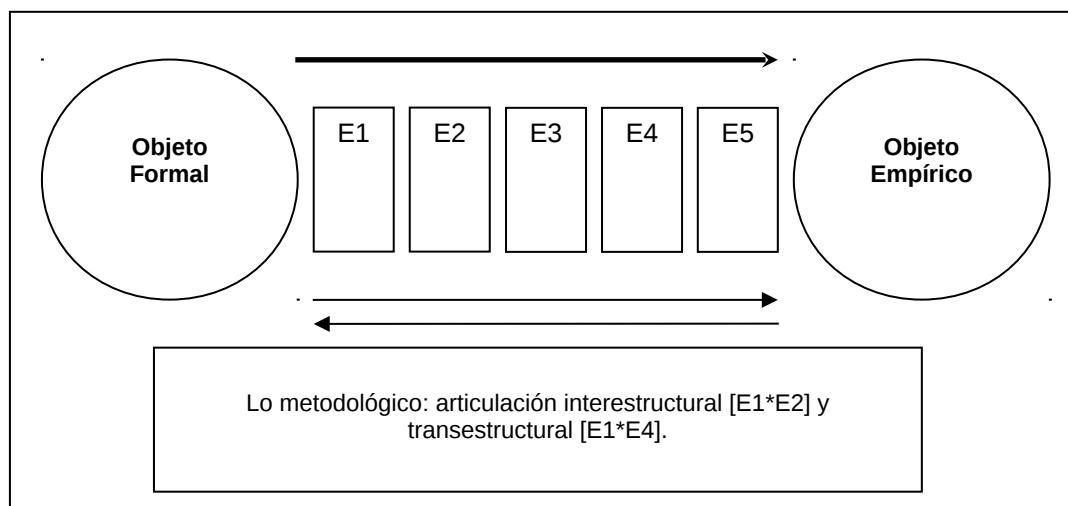 Objeto
Formal
E1
E2
E3
E4
E5
Objeto
Empírico
Lo metodológico: articulación interestructural [E1*E2] y
transestructural [E1*E4].